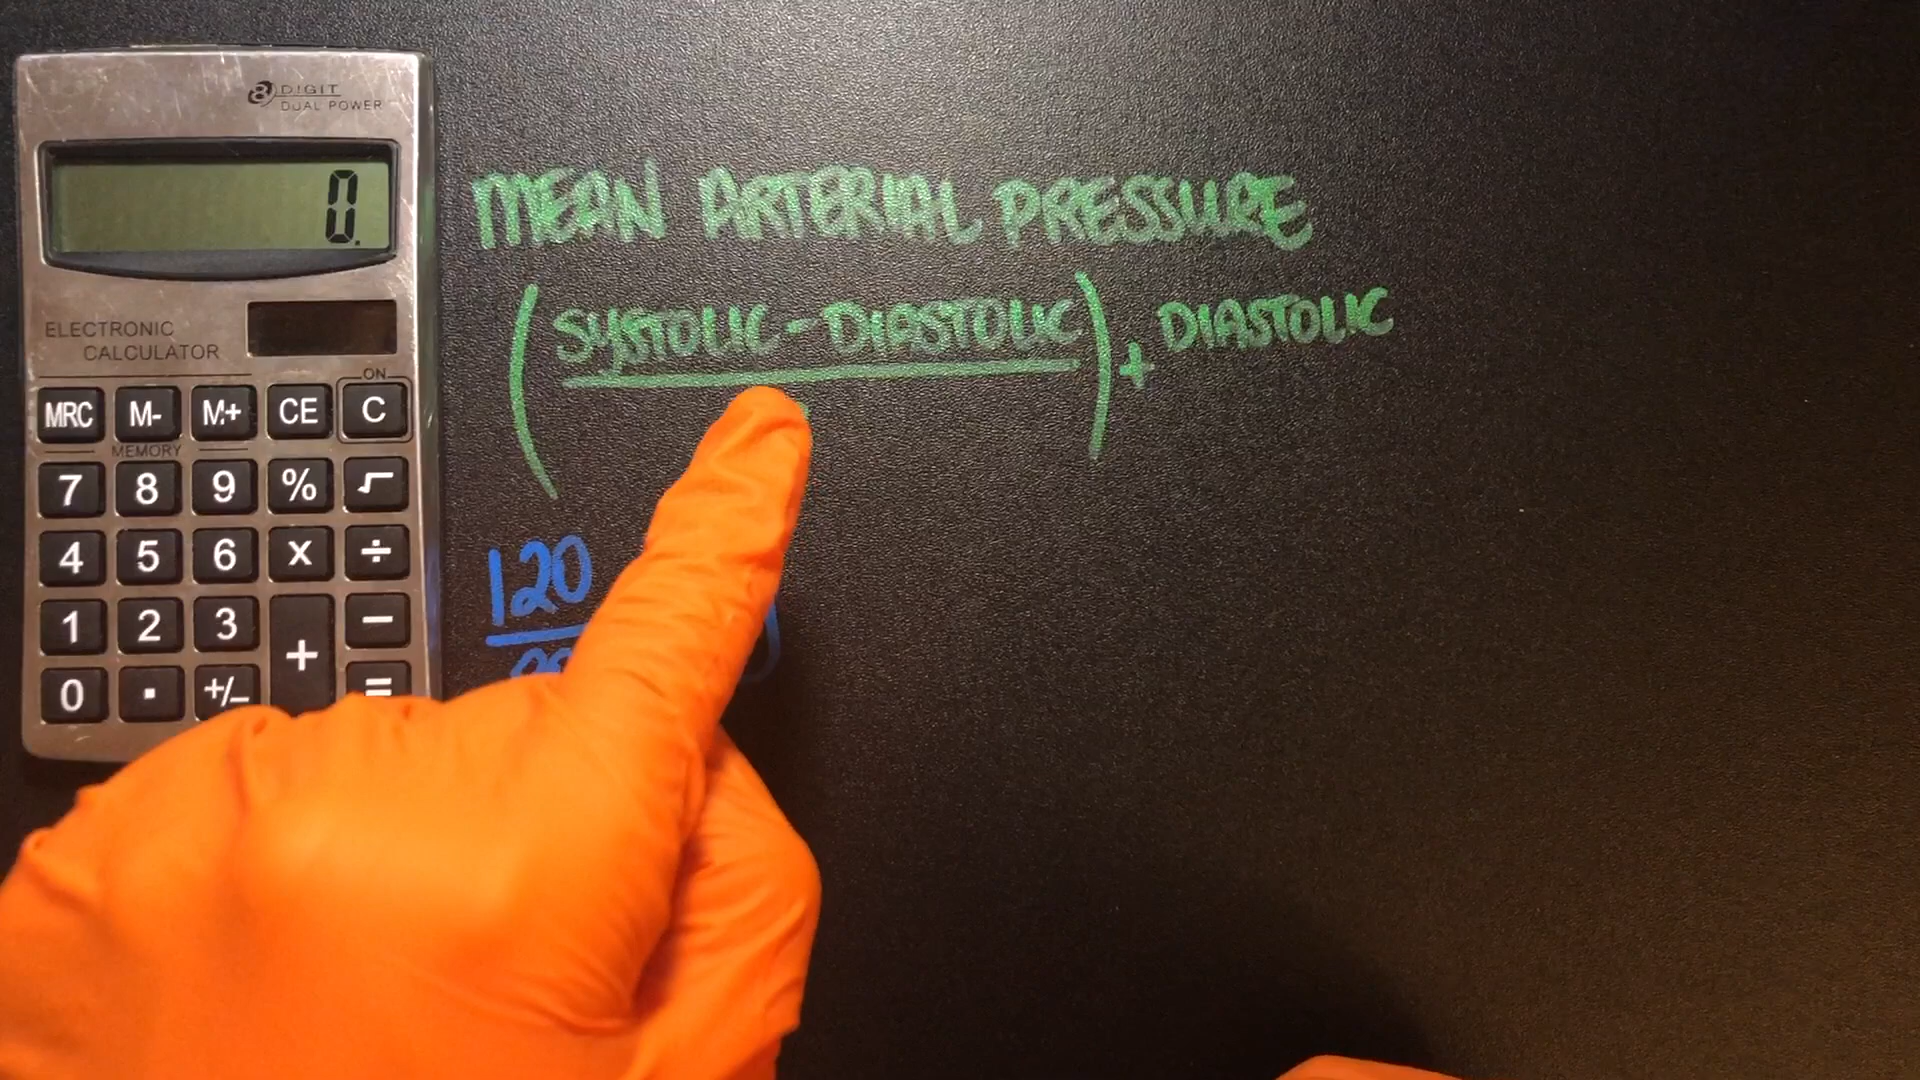 8 DIGIT
DUAL POWER
0.
ELECTRONIC
CALCULATOR
ON
MRC M- M+ CE C
MEMORY
7 8 9 % √
4 5 6 x ÷
1 2 3 + −
0 . +/− =
MEAN ARTERIAL PRESSURE
(SYSTOLIC - DIASTOLIC) + DIASTOLIC
120